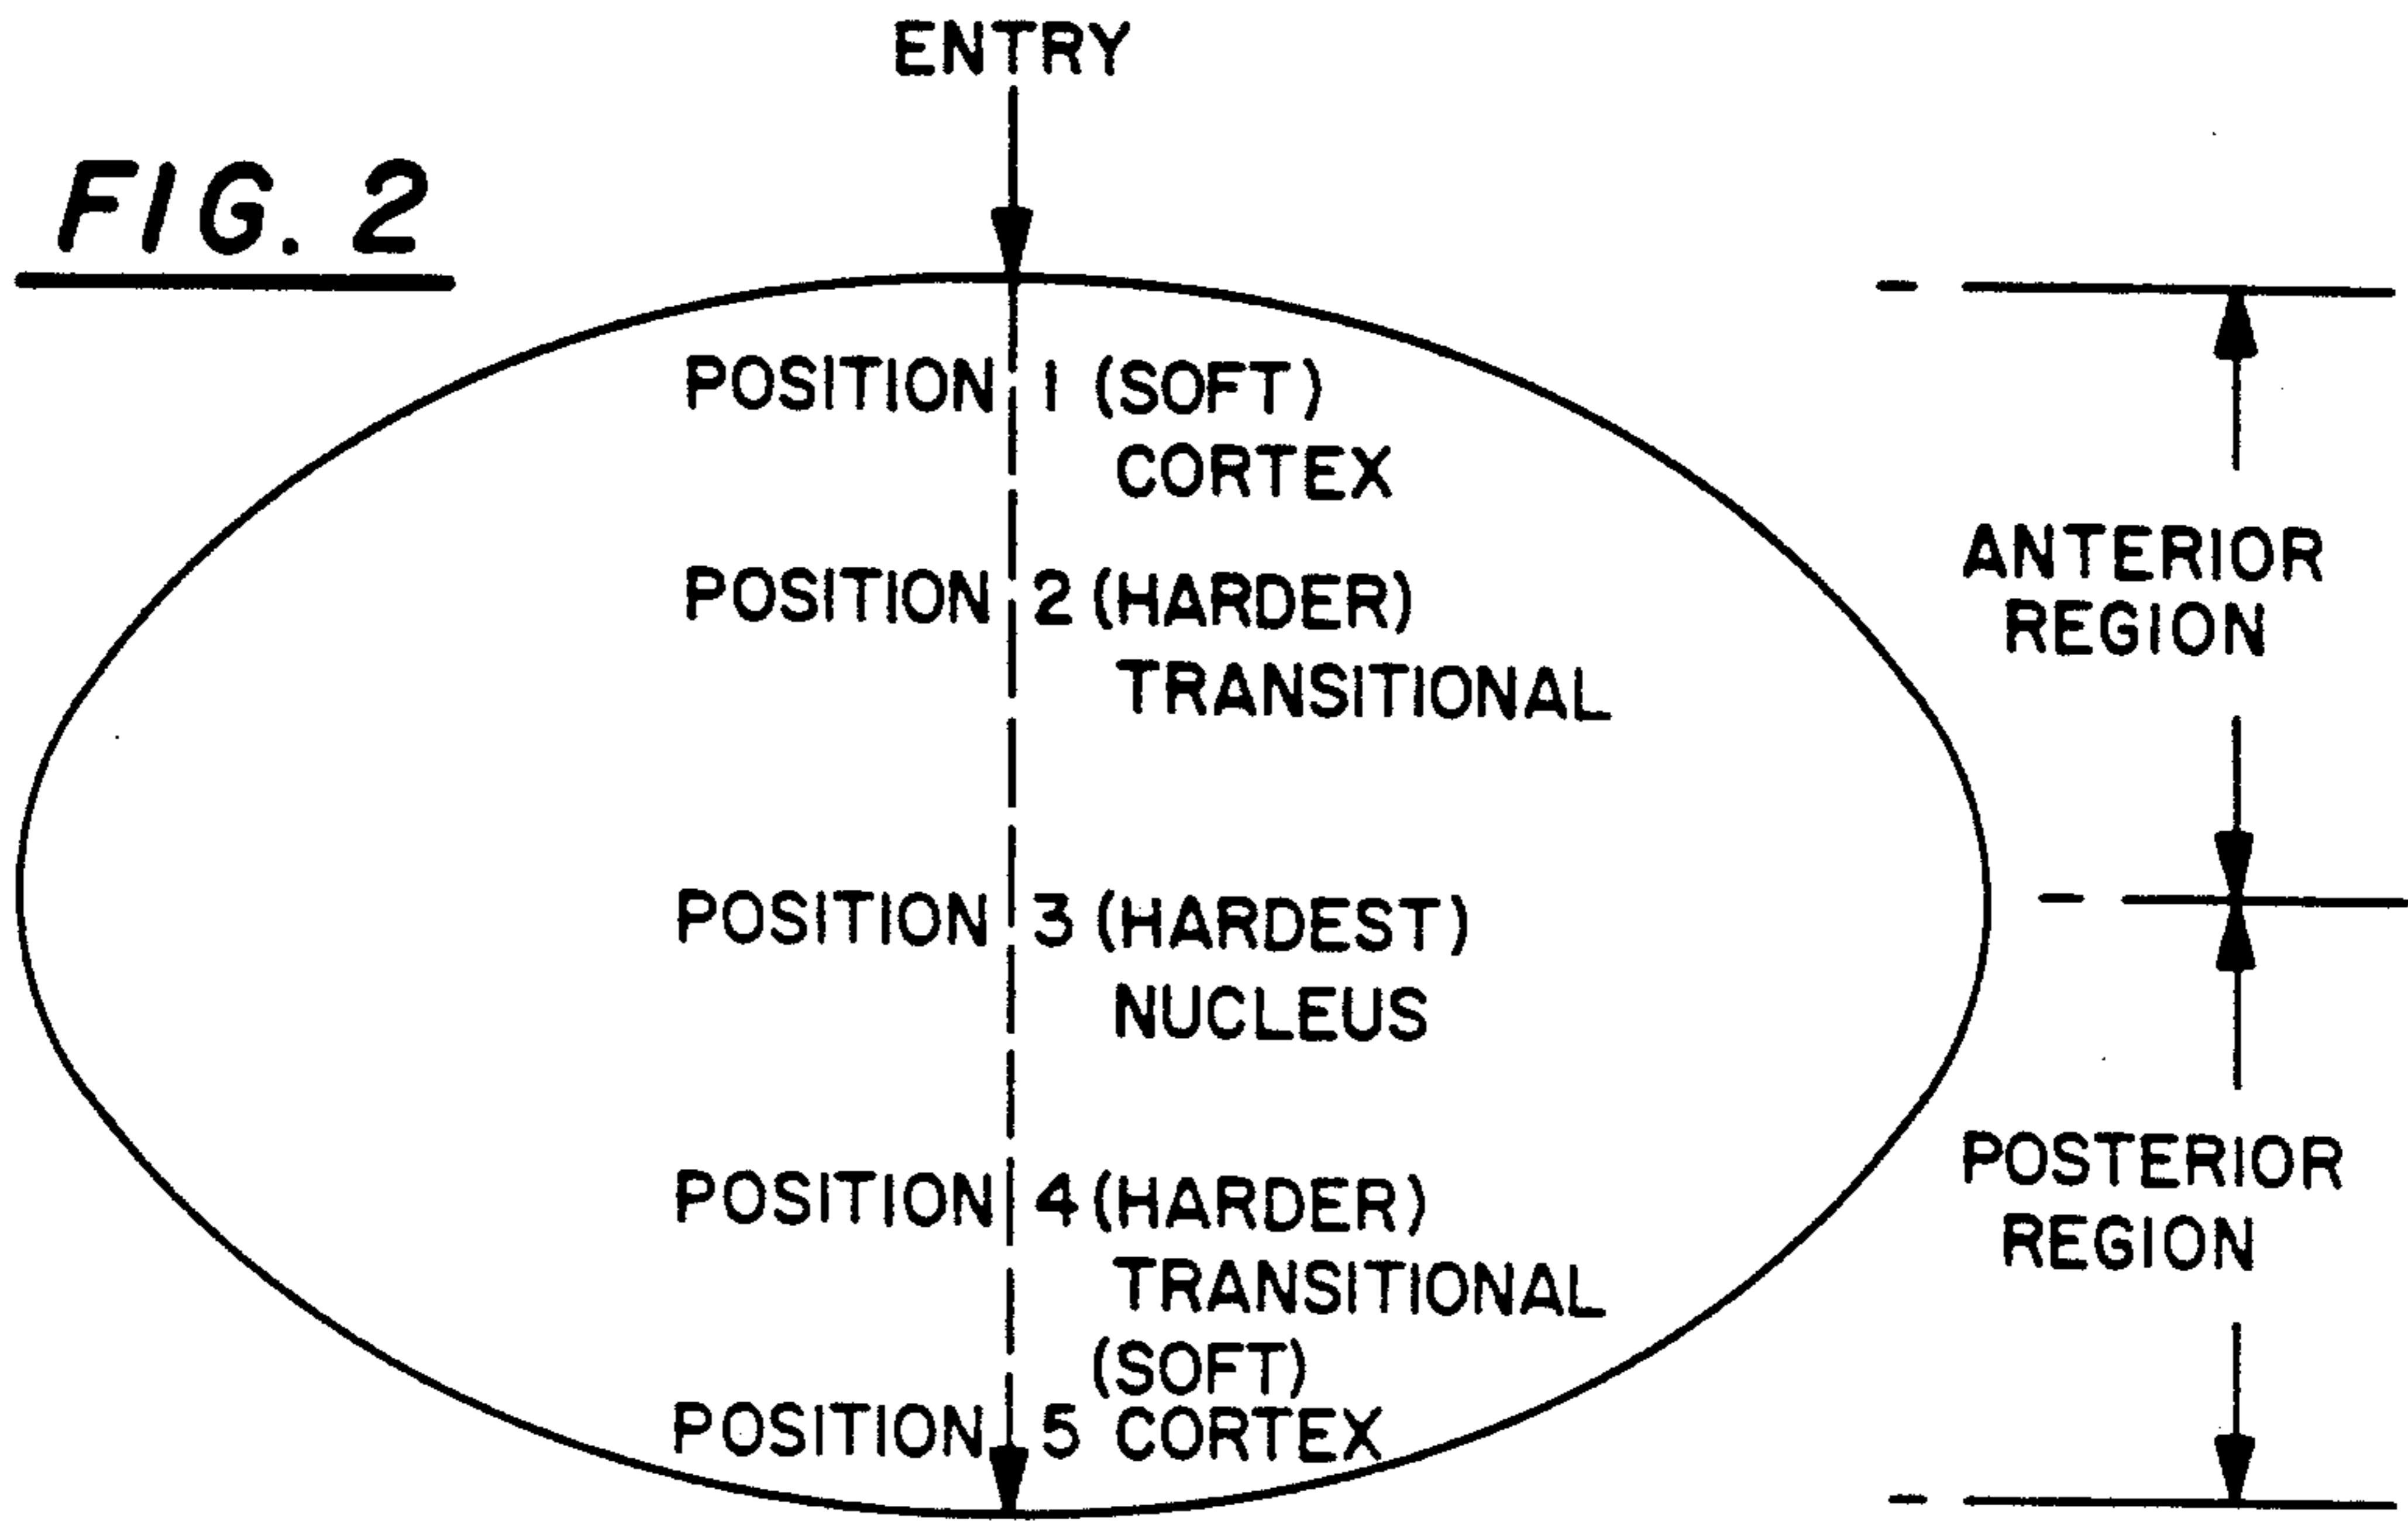 ENTRY
FIG. 2
POSITION 1 (SOFT)
CORTEX
POSITION 2 (HARDER)
TRANSITIONAL
POSITION 3 (HARDEST)
NUCLEUS
POSITION 4 (HARDER)
TRANSITIONAL
(SOFT)
POSITION 5 CORTEX
ANTERIOR
REGION
POSTERIOR
REGION